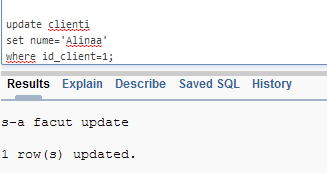 update clienti
set nume='Alinaa'
where id_client=1;
Results Explain Describe Saved SQL History
s-a facut update
1 row(s) updated.